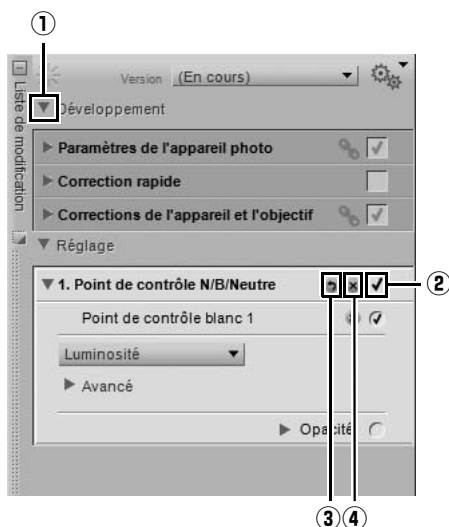 ①
Version (En cours)
Liste de modification
Développement
Paramètres de l'appareil photo
Correction rapide
Corrections de l'appareil et l'objectif
Réglage
1. Point de contrôle N/B/Neutre
②
Point de contrôle blanc 1
Luminosité
Avancé
Opacité
③④